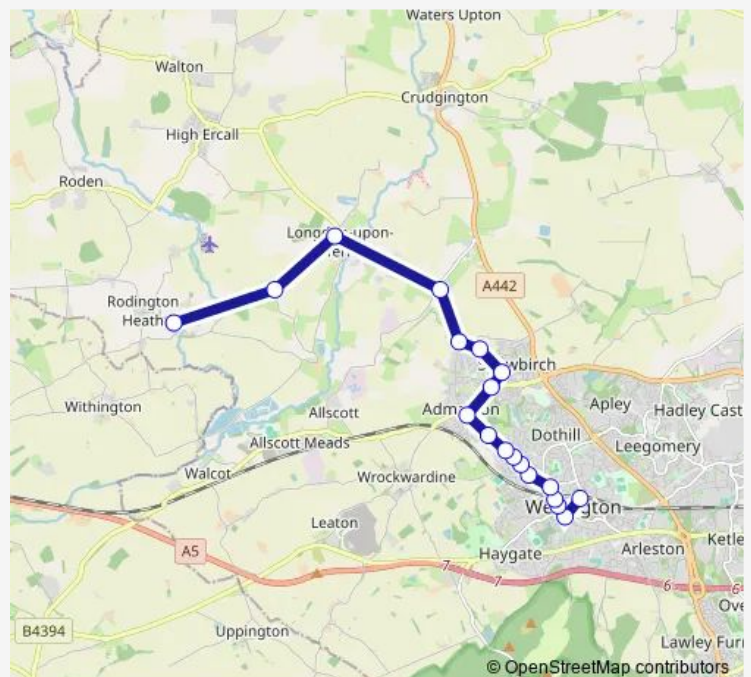 Waters Upton
Walton
Crudgington
High Ercall
Roden
Rodington
Heath
A442
Withington
Allscott
Apley
Hadley Cast
Allscott Meads
Dothill
Leegomery
Walcot
Wrockwardine
Leaton
A5
Haygate
Arleston
Ketle
7
7
6
6
Ove
B4394
Uppington
Lawley Furn
© OpenStreetMap contributors